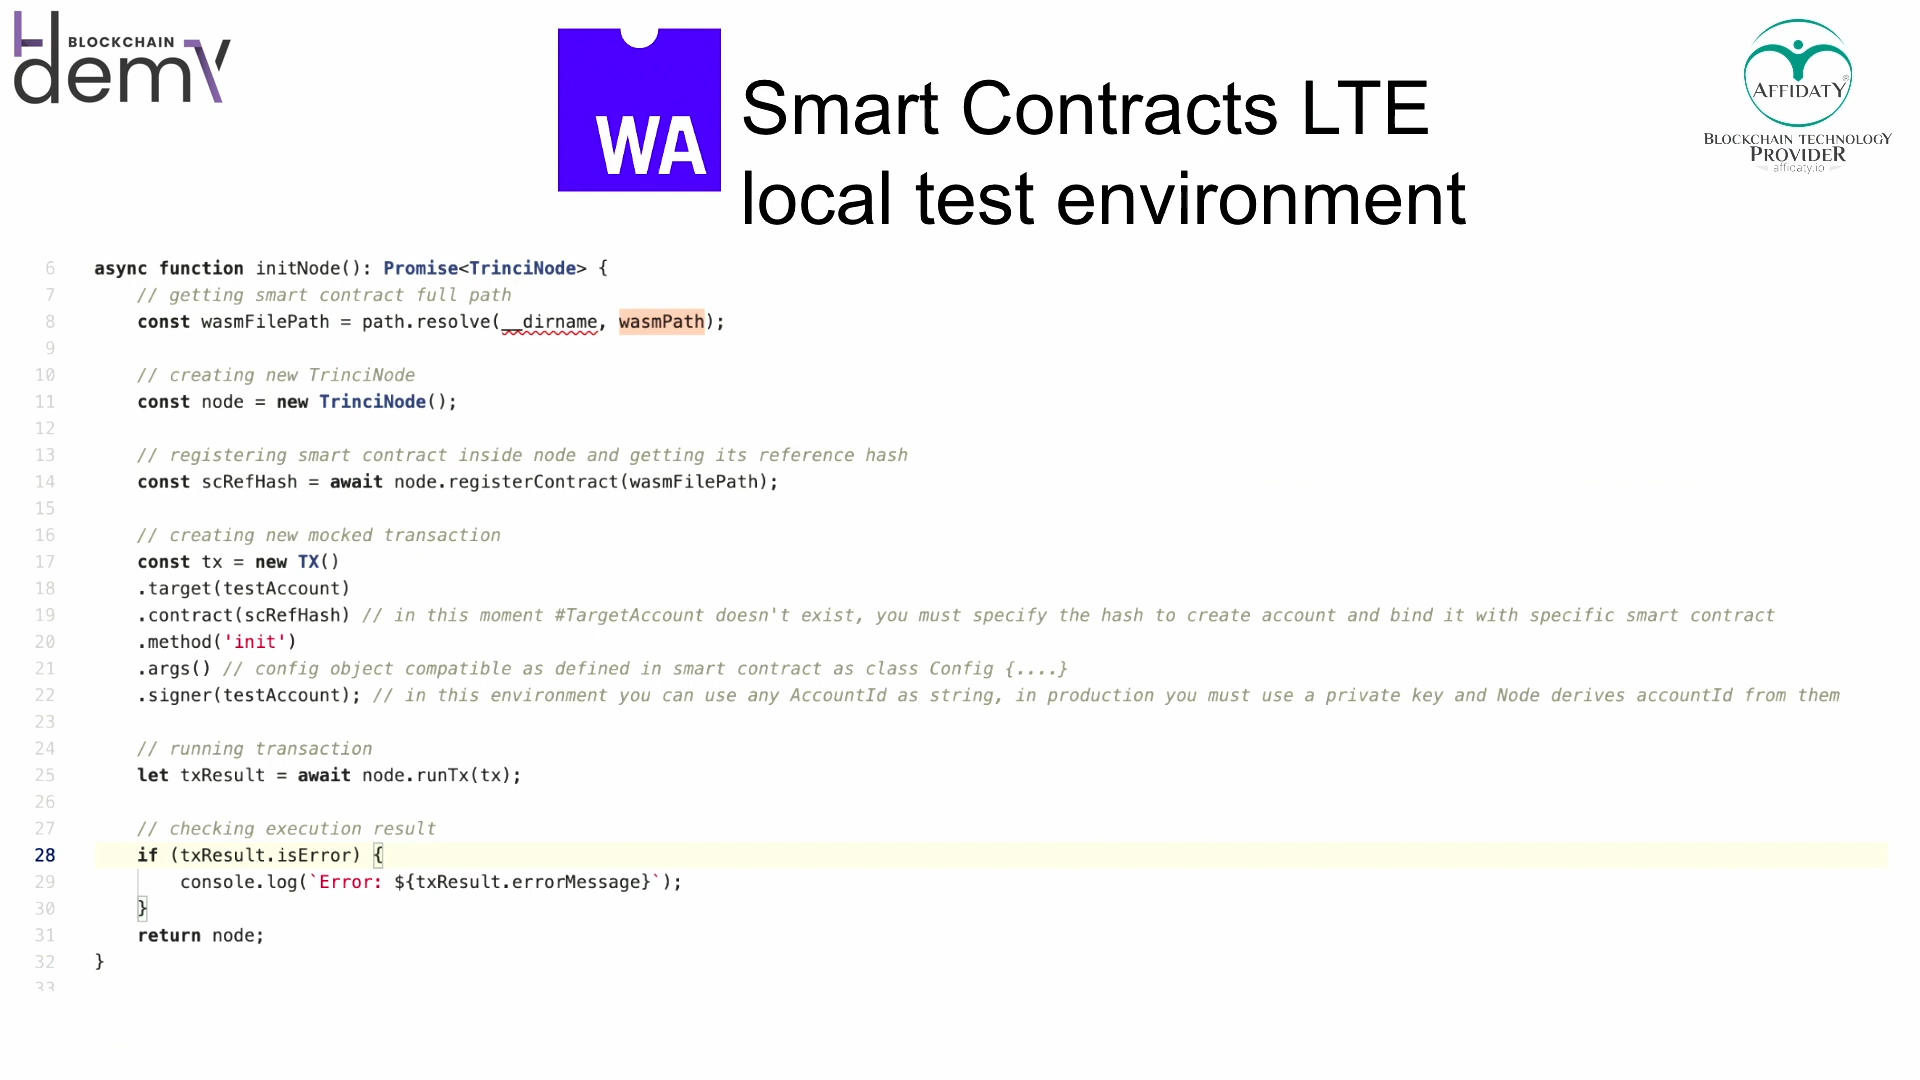 BLOCKCHAIN
demy
WA
Smart Contracts LTE
local test environment
AFFIDATY
®
BLOCKCHAIN TECHNOLOGY
PROVIDER
affidaty.io
6 async function initNode(): Promise<TrinciNode> {
7 // getting smart contract full path
8 const wasmFilePath = path.resolve(__dirname, wasmPath);
9
10 // creating new TrinciNode
11 const node = new TrinciNode();
12
13 // registering smart contract inside node and getting its reference hash
14 const scRefHash = await node.registerContract(wasmFilePath);
15
16 // creating new mocked transaction
17 const tx = new TX()
18 .target(testAccount)
19 .contract(scRefHash) // in this moment #TargetAccount doesn't exist, you must specify the hash to create account and bind it with specific smart contract
20 .method('init')
21 .args() // config object compatible as defined in smart contract as class Config {....}
22 .signer(testAccount); // in this environment you can use any AccountId as string, in production you must use a private key and Node derives accountId from them
23
24 // running transaction
25 let txResult = await node.runTx(tx);
26
27 // checking execution result
28 if (txResult.isError) {
29 console.log(`Error: ${txResult.errorMessage}`);
30 }
31 return node;
32 }
33